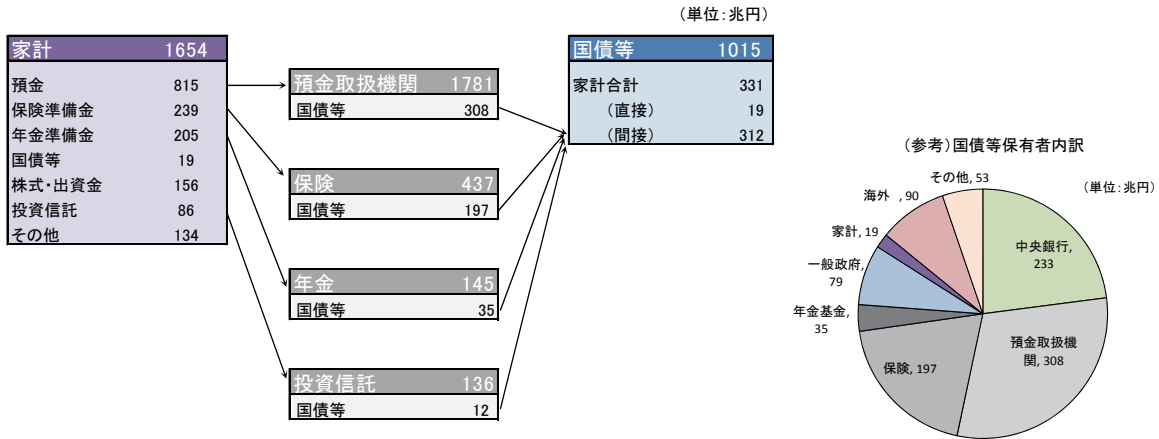 （単位：兆円）
家計 1654
預金 815
保険準備金 239
年金準備金 205
国債等 19
株式・出資金 156
投資信託 86
その他 134
預金取扱機関 1781
国債等 308
保険 437
国債等 197
年金 145
国債等 35
投資信託 136
国債等 12
国債等 1015
家計合計 331
（直接） 19
（間接） 312
（参考）国債等保有者内訳
（単位：兆円）
その他, 53
海外 , 90
家計, 19
一般政府,
79
年金基金,
35
保険, 197
預金取扱機
関, 308
中央銀行,
233